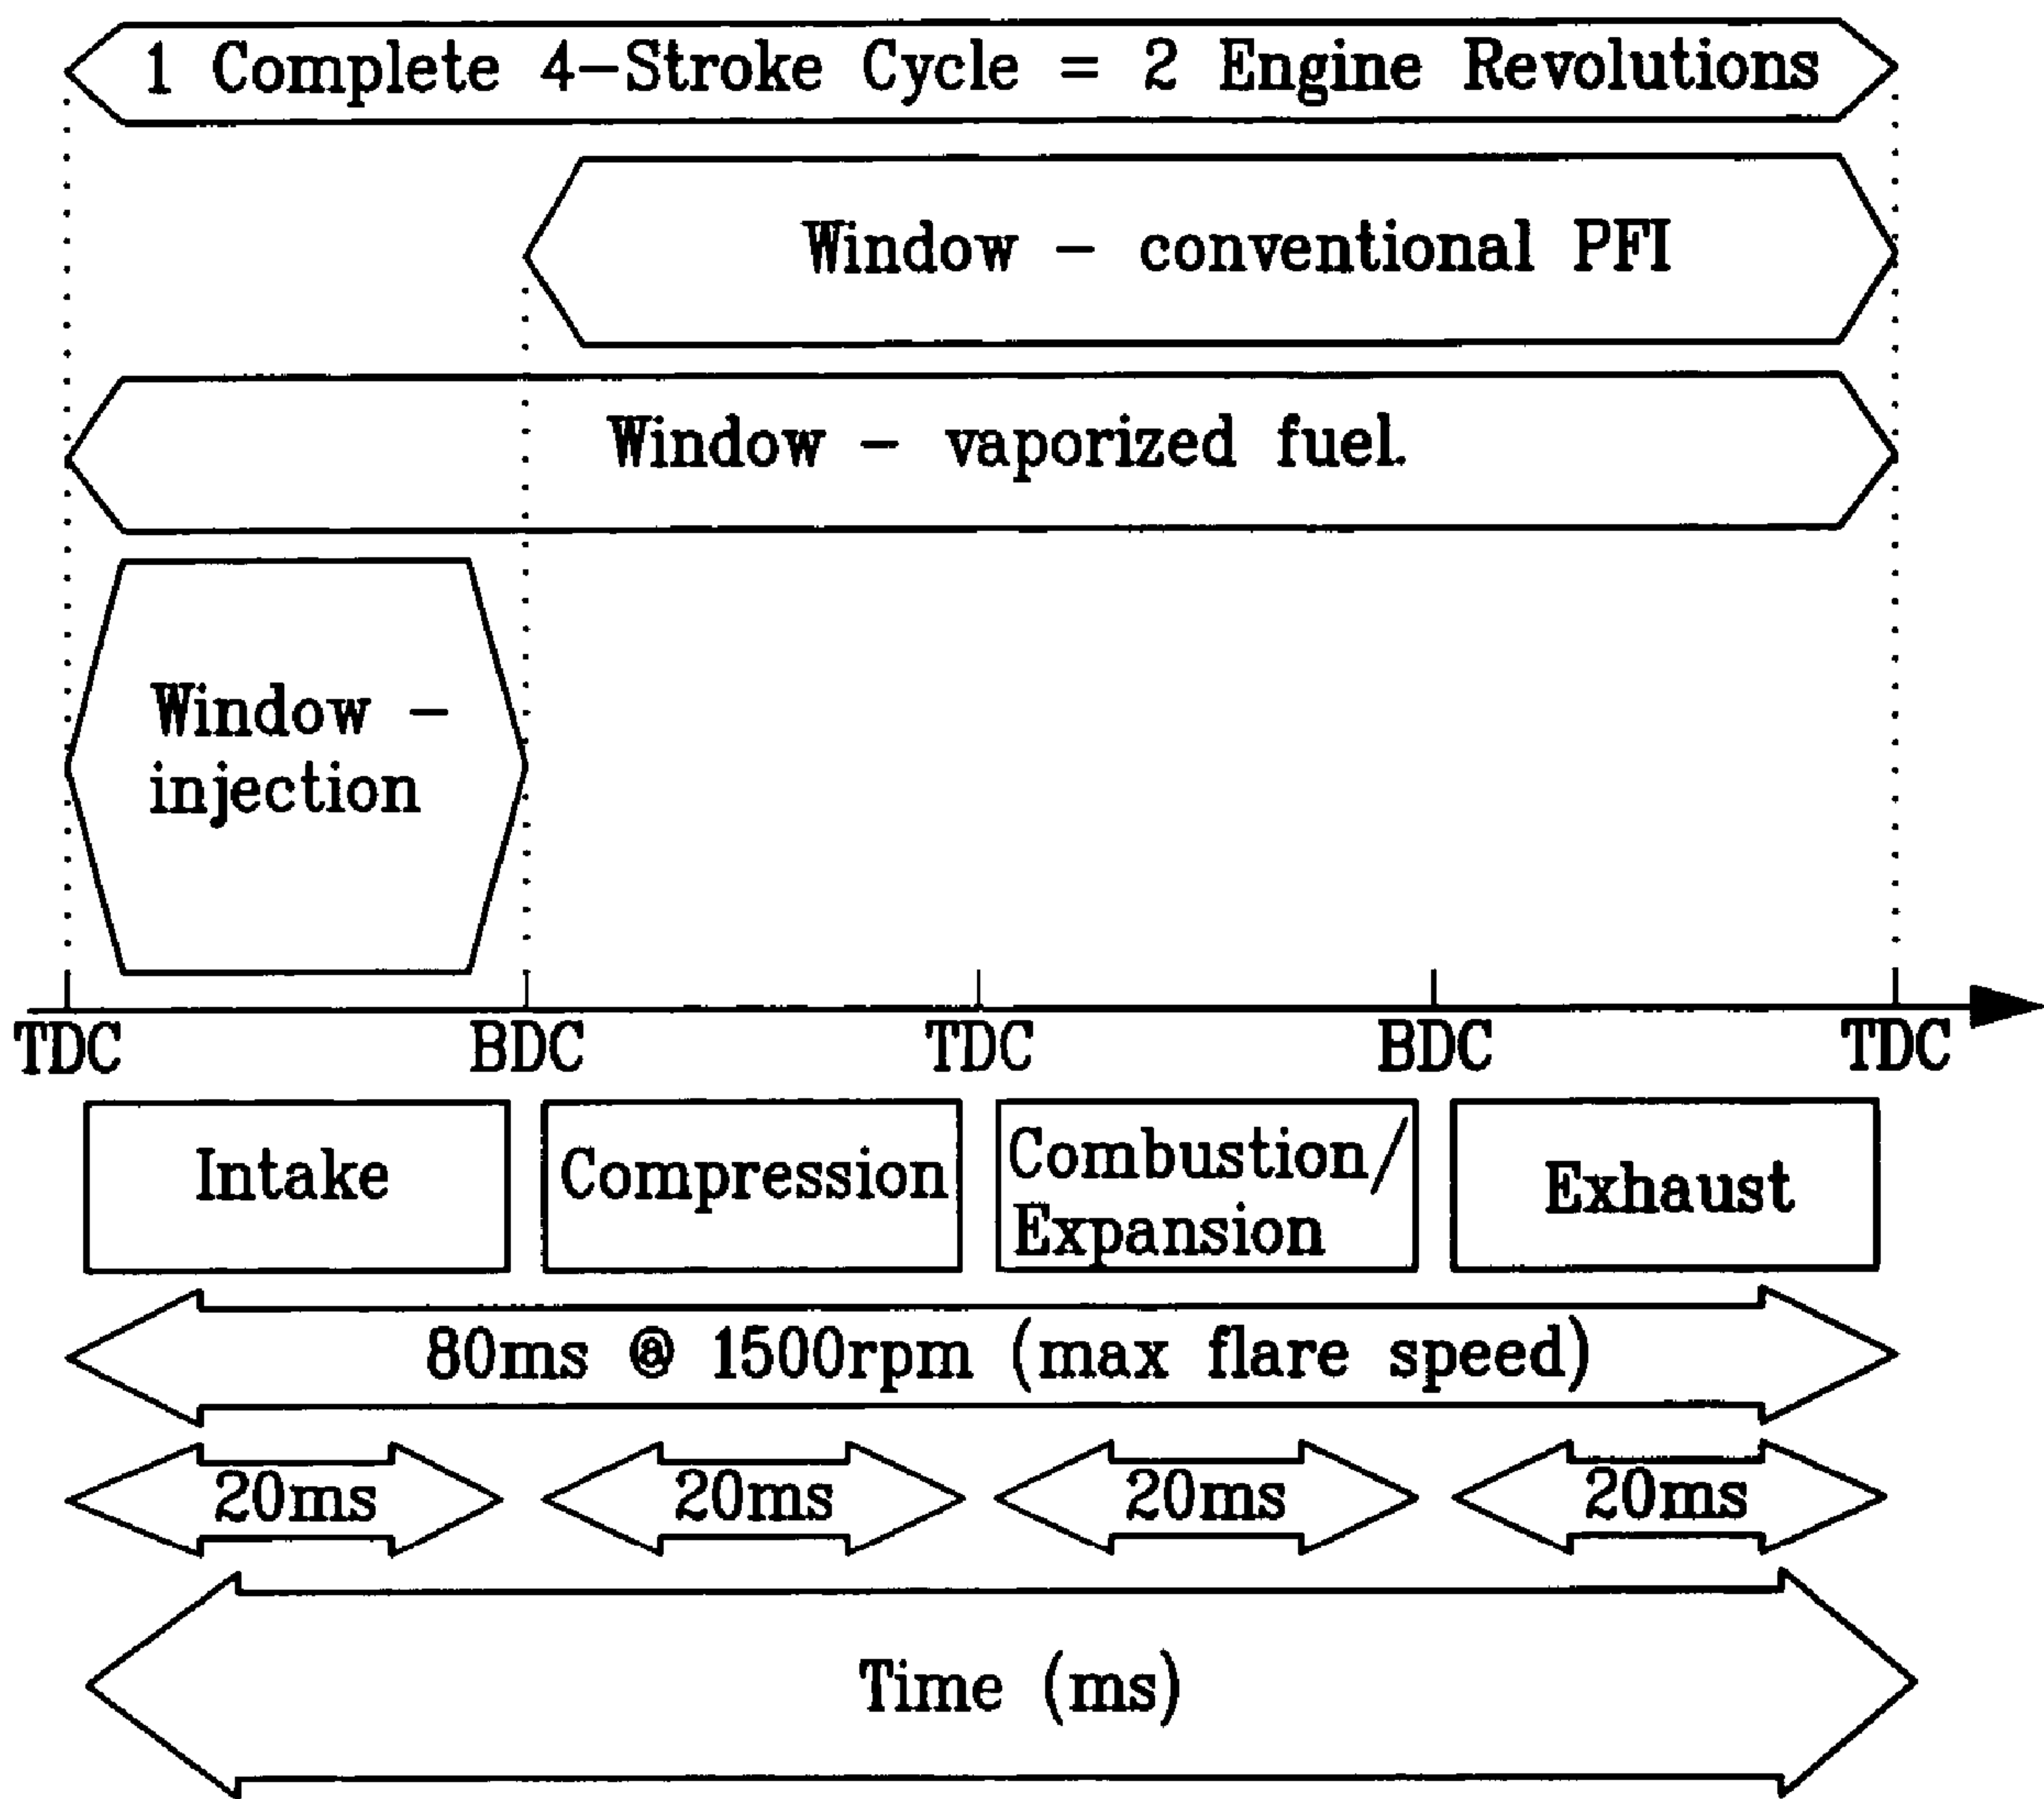 1 Complete 4-Stroke Cycle = 2 Engine Revolutions
Window - conventional PFI
Window - vaporized fuel.
Window -
injection
TDC BDC TDC BDC TDC
Intake
Compression
Combustion/
Expansion
Exhaust
80ms @ 1500rpm (max flare speed)
20ms 20ms 20ms 20ms
Time (ms)